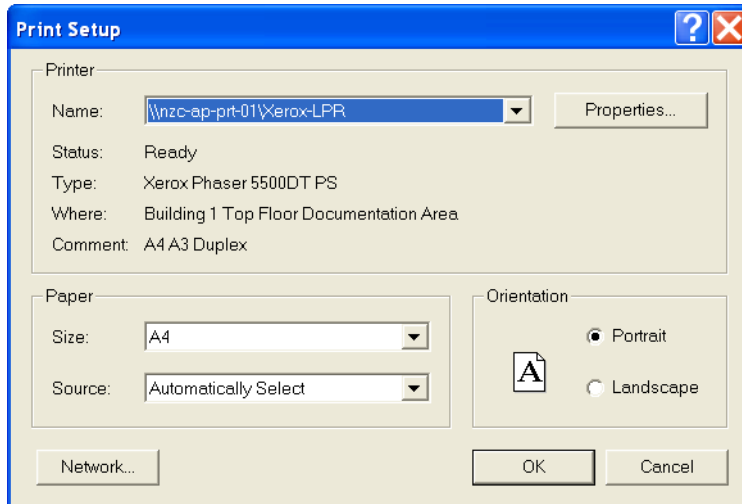 Print Setup
Printer
Name: \\nzc-ap-prt-01\Xerox-LPR Properties...
Status: Ready
Type: Xerox Phaser 5500DT PS
Where: Building 1 Top Floor Documentation Area
Comment: A4 A3 Duplex
Paper
Size: A4
Source: Automatically Select
Orientation
A
Portrait
Landscape
Network... OK Cancel